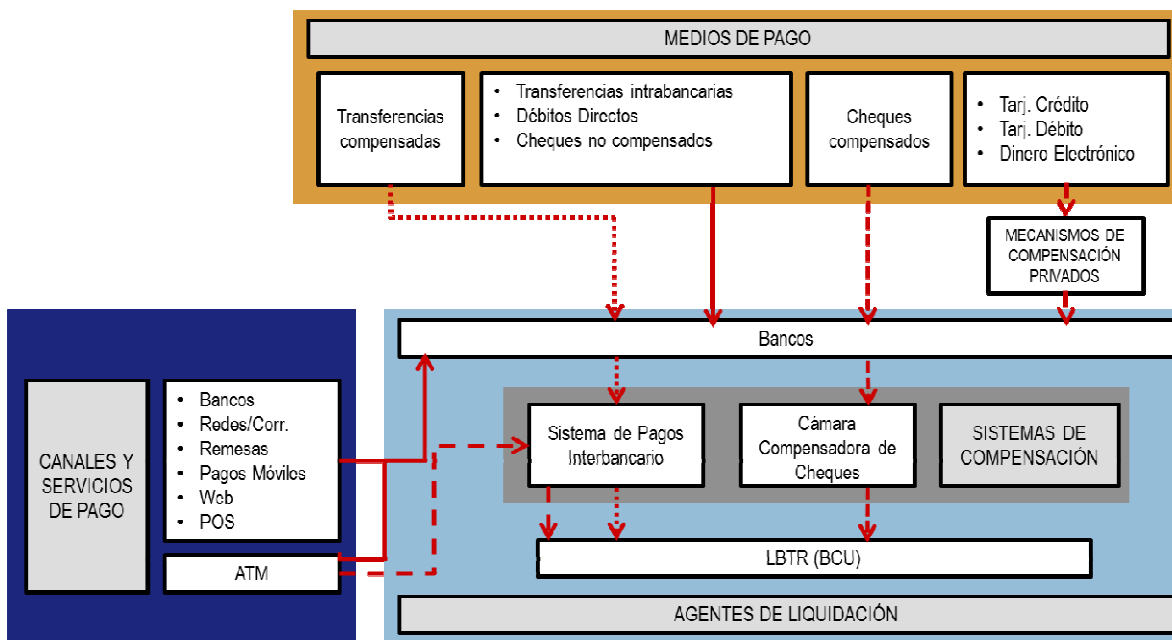 MEDIOS DE PAGO
Transferencias
compensadas
• Transferencias intrabancarias
• Débitos Directos
• Cheques no compensados
Cheques
compensados
• Tarj. Crédito
• Tarj. Débito
• Dinero Electrónico
MECANISMOS DE
COMPENSACIÓN
PRIVADOS
Bancos
CANALES Y
SERVICIOS
DE PAGO
• Bancos
• Redes/Corr.
• Remesas
• Pagos Móviles
• Web
• POS
ATM
Sistema de Pagos
Interbancario
Cámara
Compensadora de
Cheques
SISTEMAS DE
COMPENSACIÓN
LBTR (BCU)
AGENTES DE LIQUIDACIÓN